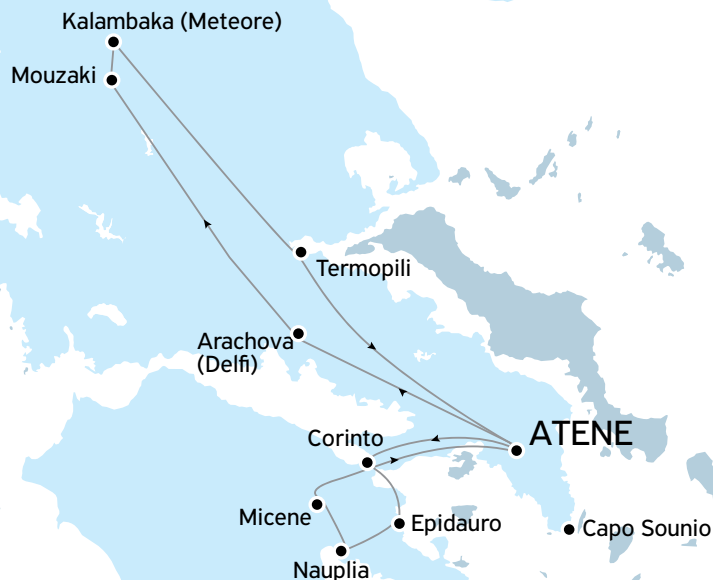 Kalambaka (Meteore)
Mouzaki
Termopili
Arachova
(Delfi)
ATENE
Corinto
Micene
Epidauro
Capo Sounio
Nauplia